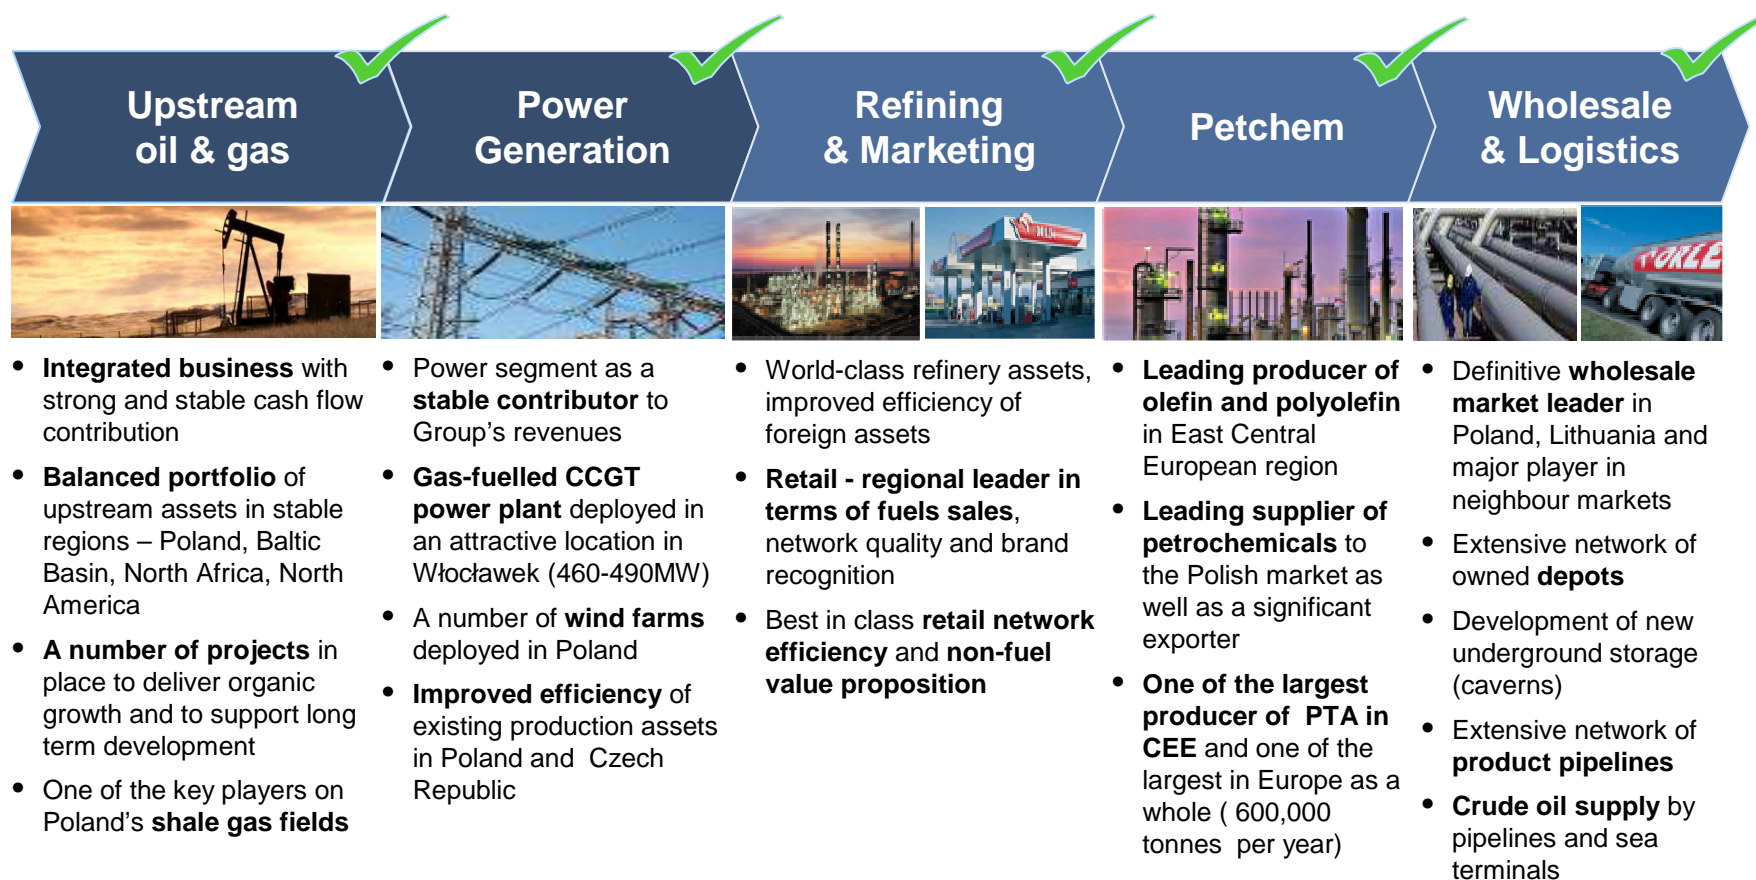 Upstream
oil & gas
Power
Generation
Refining
& Marketing
Petchem
Wholesale
& Logistics
• Integrated business with
strong and stable cash flow
contribution
• Balanced portfolio of
upstream assets in stable
regions – Poland, Baltic
Basin, North Africa, North
America
• A number of projects in
place to deliver organic
growth and to support long
term development
• One of the key players on
Poland’s shale gas fields
• Power segment as a
stable contributor to
Group’s revenues
• Gas-fuelled CCGT
power plant deployed in
an attractive location in
Włocławek (460-490MW)
• A number of wind farms
deployed in Poland
• Improved efficiency of
existing production assets
in Poland and  Czech
Republic
• World-class refinery assets,
improved efficiency of
foreign assets
• Retail - regional leader in
terms of fuels sales,
network quality and brand
recognition
• Best in class retail network
efficiency and non-fuel
value proposition
• Leading producer of
olefin and polyolefin
in East Central
European region
• Leading supplier of
petrochemicals to
the Polish market as
well as a significant
exporter
• One of the largest
producer of  PTA in
CEE and one of the
largest in Europe as a
whole ( 600,000
tonnes  per year)
• Definitive wholesale
market leader in
Poland, Lithuania and
major player in
neighbour markets
• Extensive network of
owned depots
• Development of new
underground storage
(caverns)
• Extensive network of
product pipelines
• Crude oil supply by
pipelines and sea
terminals